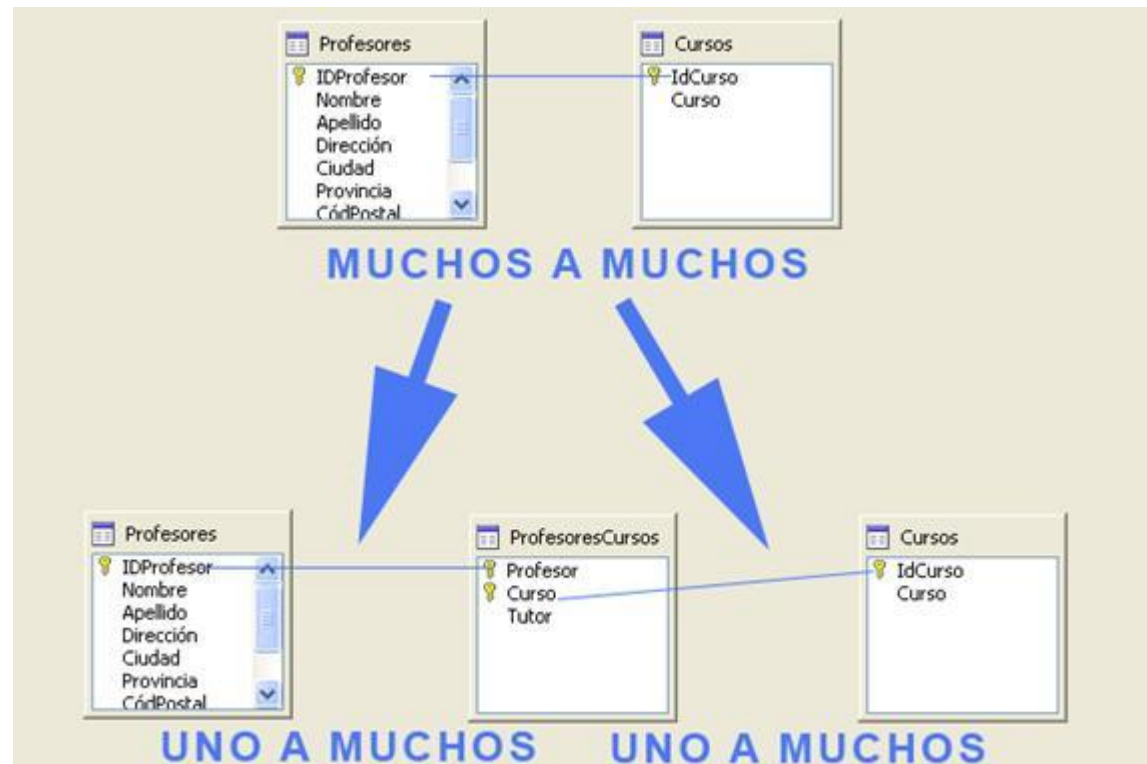 Profesores
IDProfesor
Nombre
Apellido
Dirección
Ciudad
Provincia
CódPostal
Cursos
IdCurso
Curso
MUCHOS A MUCHOS
Profesores
IDProfesor
Nombre
Apellido
Dirección
Ciudad
Provincia
CódPostal
ProfesoresCursos
Profesor
Curso
Tutor
Cursos
IdCurso
Curso
UNO A MUCHOS
UNO A MUCHOS